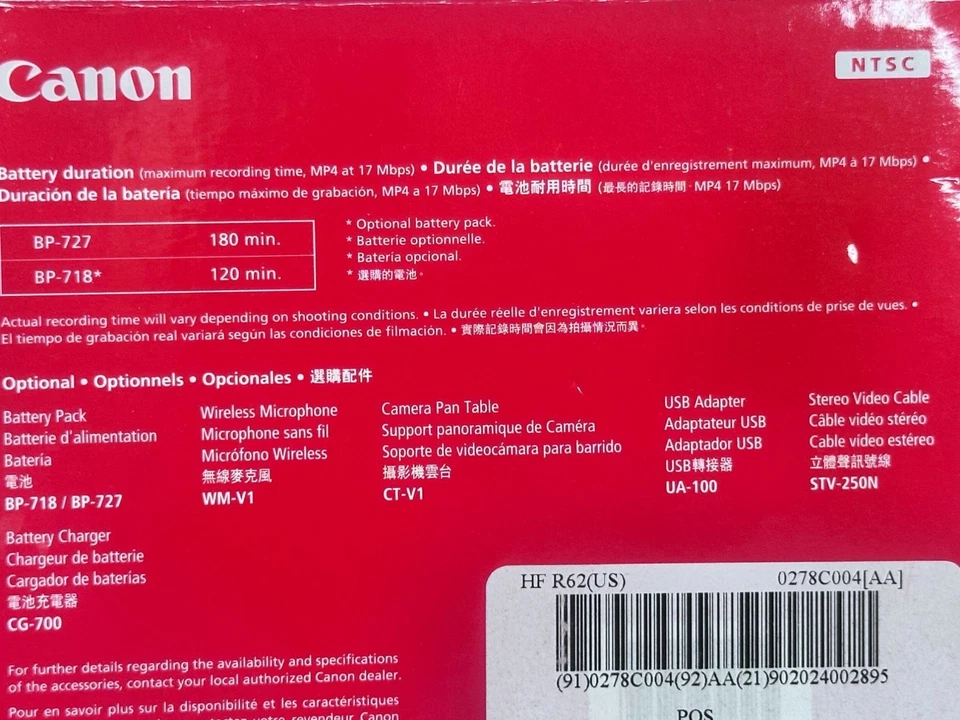 Canon
NTSC
Battery duration (maximum recording time, MP4 at 17 Mbps) • Durée de la batterie (durée d'enregistrement maximum, MP4 à 17 Mbps) •
Duración de la batería (tiempo máximo de grabación, MP4 a 17 Mbps) • 電池耐用時間 (最長的記錄時間，MP4 17 Mbps)
BP-727 180 min.
BP-718* 120 min.
* Optional battery pack.
* Batterie optionnelle.
* Batería opcional.
* 選購的電池。
Actual recording time will vary depending on shooting conditions. • La durée réelle d'enregistrement variera selon les conditions de prise de vues. •
El tiempo de grabación real variará según las condiciones de filmación. • 實際記錄時間會因為拍攝情況而異。
Optional • Optionnels • Opcionales • 選購配件
Battery Pack
Batterie d'alimentation
Batería
電池
BP-718 / BP-727
Wireless Microphone
Microphone sans fil
Micrófono Wireless
無線麥克風
WM-V1
Camera Pan Table
Support panoramique de Caméra
Soporte de videocámara para barrido
攝影機雲台
CT-V1
USB Adapter
Adaptateur USB
Adaptador USB
USB轉接器
UA-100
Stereo Video Cable
Câble vidéo stéréo
Cable vídeo estéreo
立體聲訊號線
STV-250N
Battery Charger
Chargeur de batterie
Cargador de baterías
電池充電器
CG-700
For further details regarding the availability and specifications
of the accessories, contact your local authorized Canon dealer.
Pour en savoir plus sur la disponibilité et les caractéristiques
votre revendeur Canon
HF R62(US) 0278C004[AA]
(91)0278C004(92)AA(21)902024002895
POS